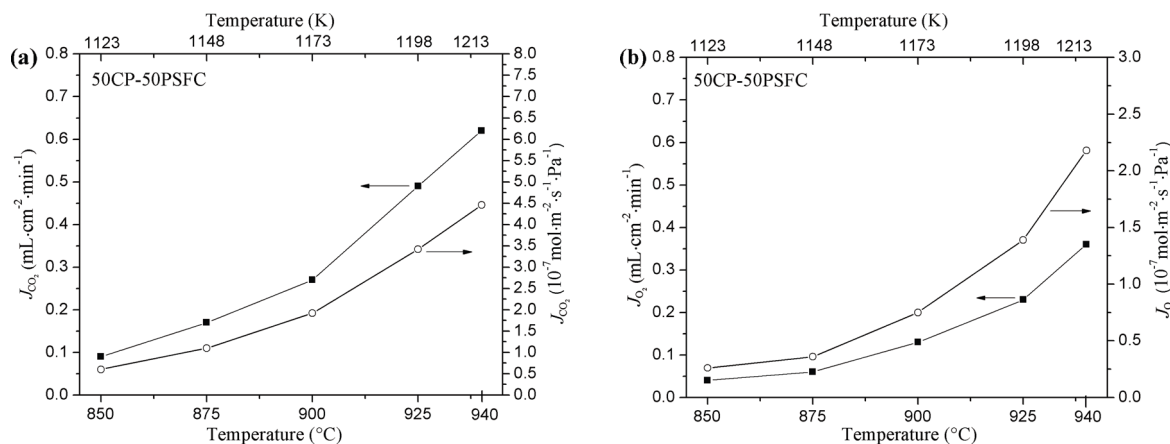 Temperature (K)
1123 1148 1173 1198 1213
(a)
50CP-50PSFC
0.8
0.7
0.6
0.5
0.4
0.3
0.2
0.1
0.0
J_CO₂ (mL·cm⁻²·min⁻¹)
8.0
7.5
7.0
6.5
6.0
5.5
5.0
4.5
4.0
3.5
3.0
2.5
2.0
1.5
1.0
0.5
0.0
J_CO₂ (10⁻⁷mol·m⁻²·s⁻¹·Pa⁻¹)
850 875 900 925 940
Temperature (°C)
Temperature (K)
1123 1148 1173 1198 1213
(b)
50CP-50PSFC
0.8
0.7
0.6
0.5
0.4
0.3
0.2
0.1
0.0
J_O₂ (mL·cm⁻²·min⁻¹)
3.0
2.5
2.0
1.5
1.0
0.5
0.0
J_O (10⁻⁷mol·m⁻²·s⁻¹·Pa⁻¹)
850 875 900 925 940
Temperature (°C)